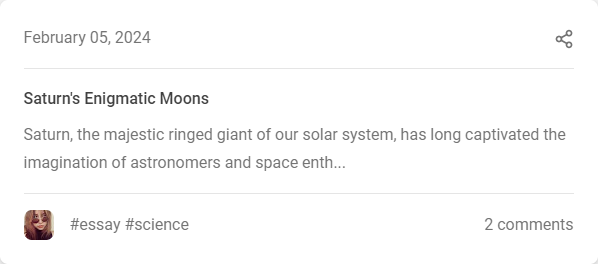 February 05, 2024
Saturn's Enigmatic Moons
Saturn, the majestic ringed giant of our solar system, has long captivated the
imagination of astronomers and space enth...
#essay #science
2 comments